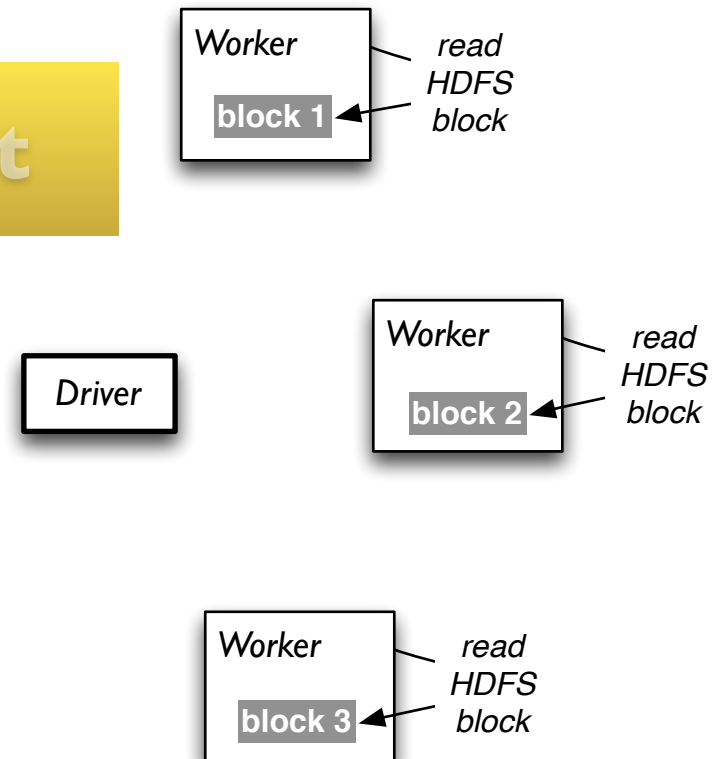 Worker
block 1
read
HDFS
block
t
Driver
Worker
block 2
read
HDFS
block
Worker
block 3
read
HDFS
block